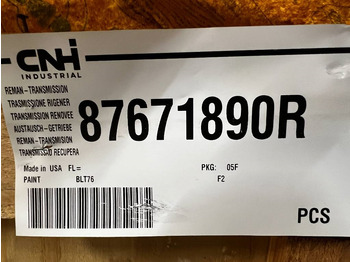 CNH
INDUSTRIAL
REMAN-TRANSMISSION
TRASMISSIONE RIGENER
TRANSMISSION RENOVEE
AUSTAUSCH-GETRIEBE
REMAN-TRANSMISION
TRANSMISSÃO RECUPERA
87671890R
Made in USA FL= PKG: 05F
PAINT BLT76 F2
PCS